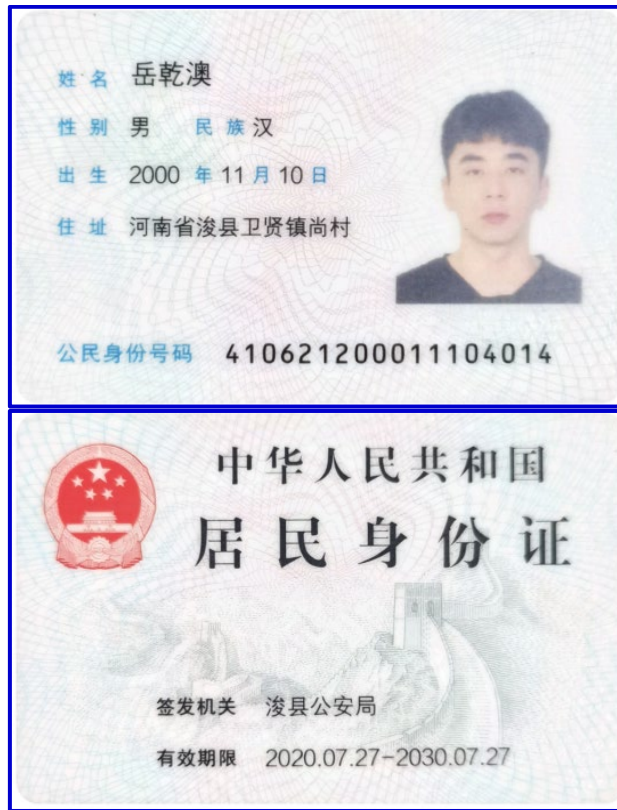 姓名 岳乾澳
性别 男 民族 汉
出生 2000 年 11 月 10 日
住址 河南省浚县卫贤镇尚村
公民身份号码 410621200011104014
中华人民共和国
居民身份证
签发机关 浚县公安局
有效期限 2020.07.27-2030.07.27